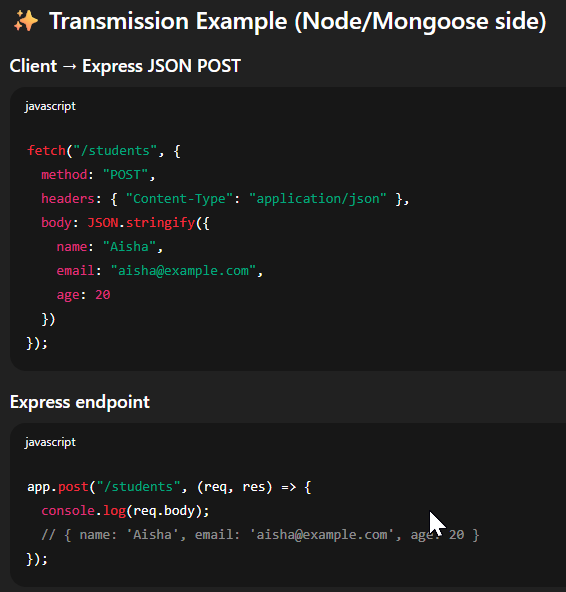 ✨ Transmission Example (Node/Mongoose side)
Client → Express JSON POST
javascript
fetch("/students", {
  method: "POST",
  headers: { "Content-Type": "application/json" },
  body: JSON.stringify({
    name: "Aisha",
    email: "aisha@example.com",
    age: 20
  })
});
Express endpoint
javascript
app.post("/students", (req, res) => {
  console.log(req.body);
  // { name: 'Aisha', email: 'aisha@example.com', age: 20 }
});